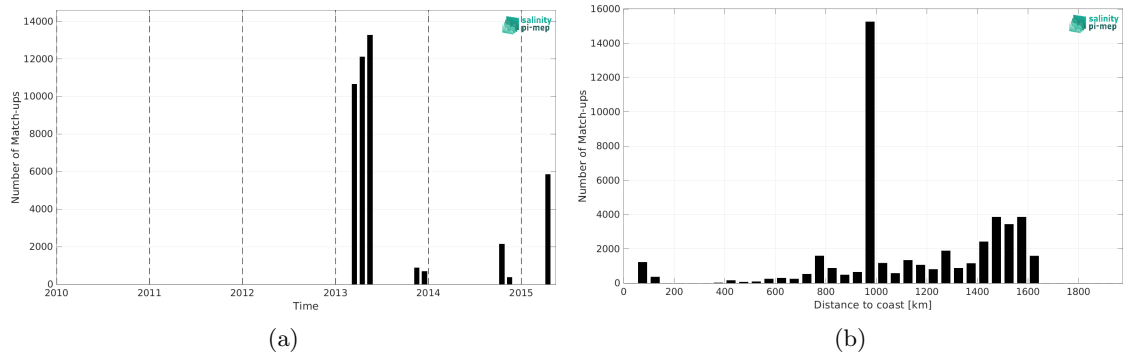 14000
12000
10000
8000
6000
4000
2000
0
Number of Match-ups
2010 2011 2012 2013 2014 2015
Time
salinity
pi-mep
(a)
16000
14000
12000
10000
8000
6000
4000
2000
0
Number of Match-ups
0 200 400 600 800 1000 1200 1400 1600 1800
Distance to coast [km]
salinity
pi-mep
(b)